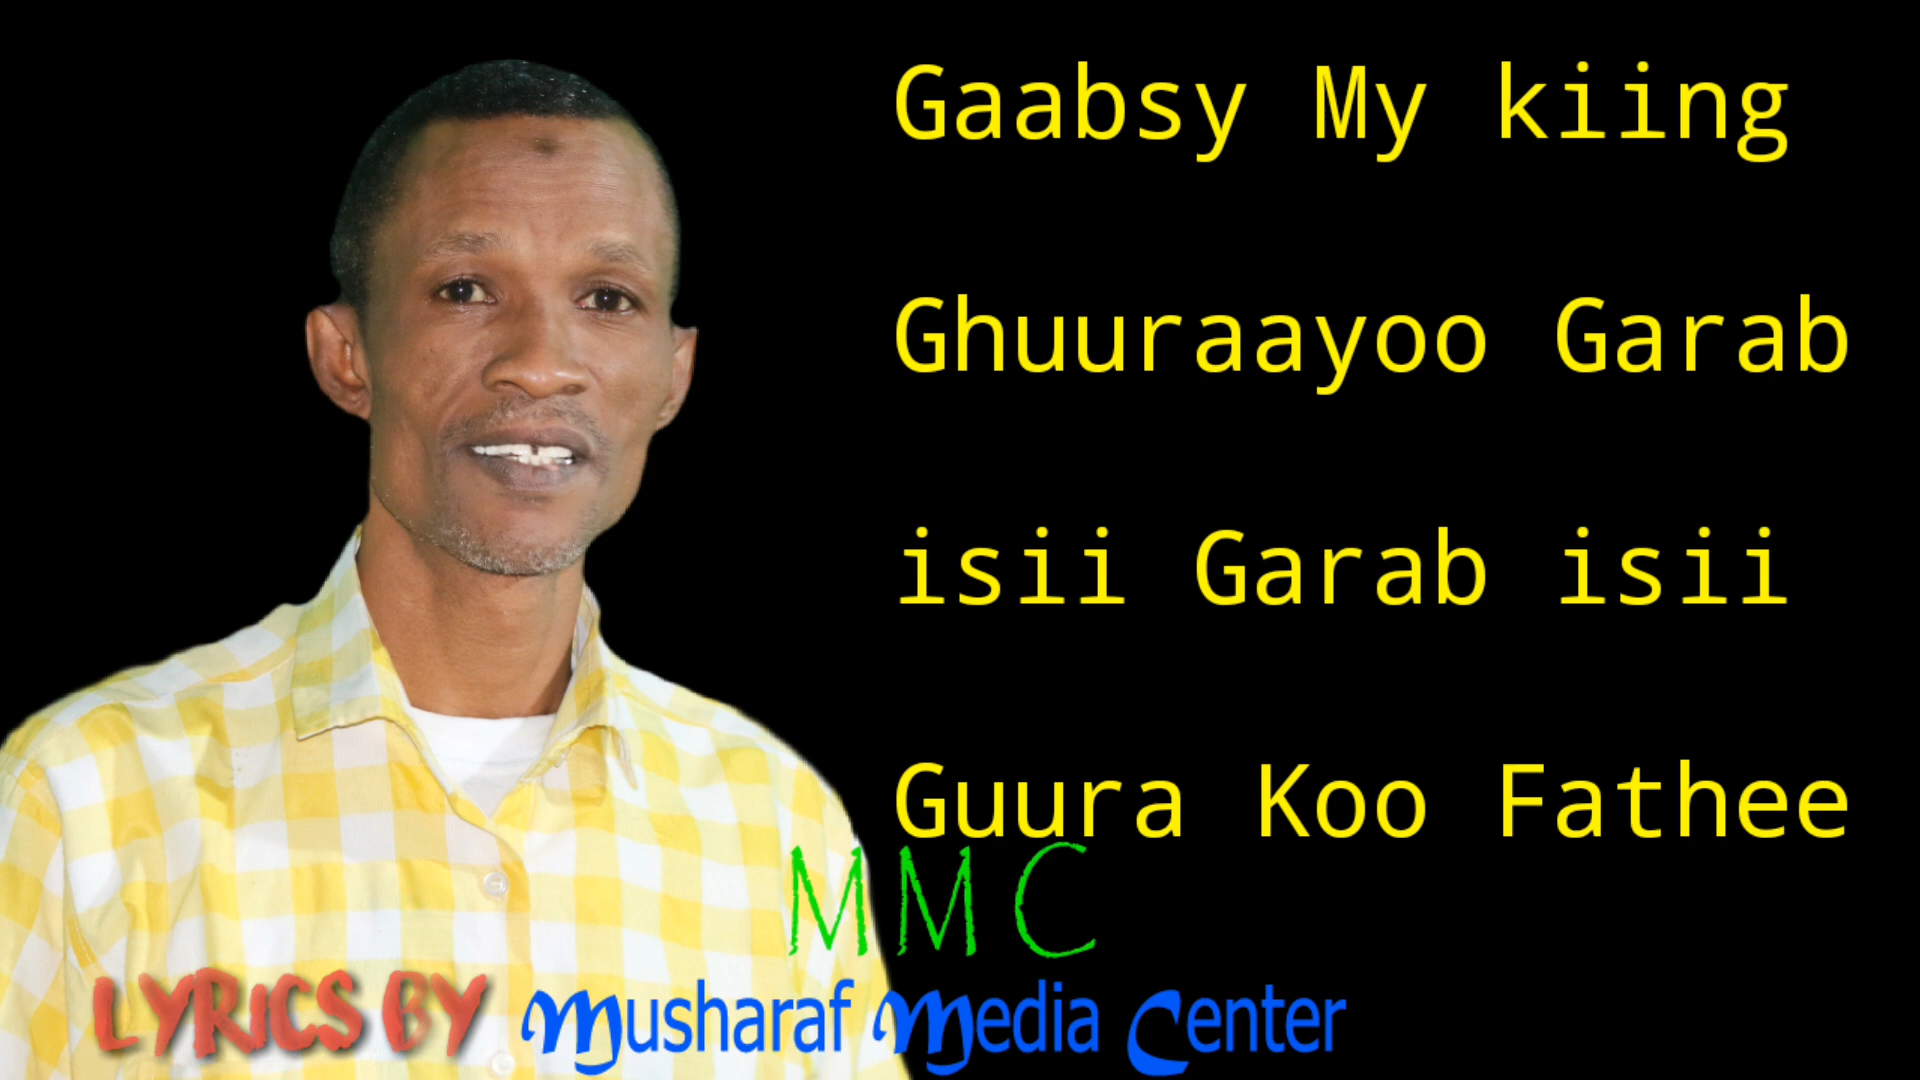 Gaabsy My kiing
Ghuuraayoo Garab
isii Garab isii
Guura Koo Fathee
MMC
LYRICS BY Musharaf Media Center